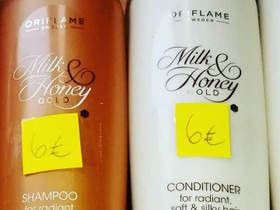 ORIFLAME
SWEDEN
Milk &
Honey
GOLD
6€
SHAMPOO
for radiant,
ORIFLAME
SWEDEN
Milk &
Honey
GOLD
6€
CONDITIONER
for radiant,
soft & silky hair